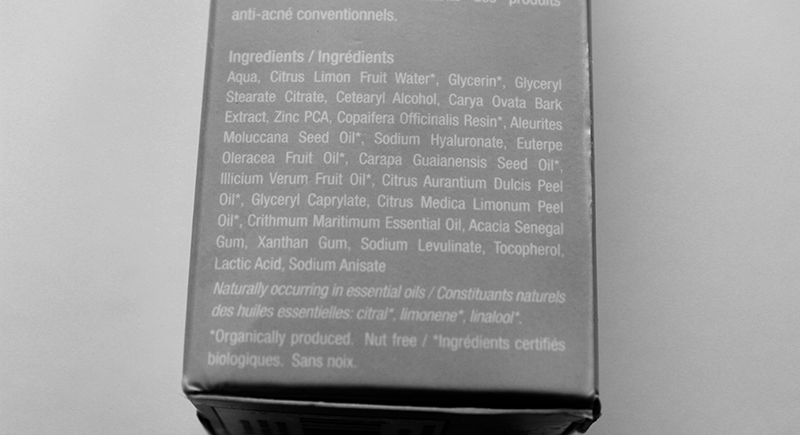 des produits
anti-acné conventionnels.
Ingredients / Ingrédients
Aqua, Citrus Limon Fruit Water*, Glycerin*, Glyceryl
Stearate Citrate, Cetearyl Alcohol, Carya Ovata Bark
Extract, Zinc PCA, Copaifera Officinalis Resin*, Aleurites
Moluccana Seed Oil*, Sodium Hyaluronate, Euterpe
Oleracea Fruit Oil*, Carapa Guaianensis Seed Oil*,
Illicium Verum Fruit Oil*, Citrus Aurantium Dulcis Peel
Oil*, Glyceryl Caprylate, Citrus Medica Limonum Peel
Oil*, Crithmum Maritimum Essential Oil, Acacia Senegal
Gum, Xanthan Gum, Sodium Levulinate, Tocopherol,
Lactic Acid, Sodium Anisate
Naturally occurring in essential oils / Constituants naturels
des huiles essentielles: citral*, limonene*, linalool*.
*Organically produced. Nut free / *Ingrédients certifiés
biologiques. Sans noix.